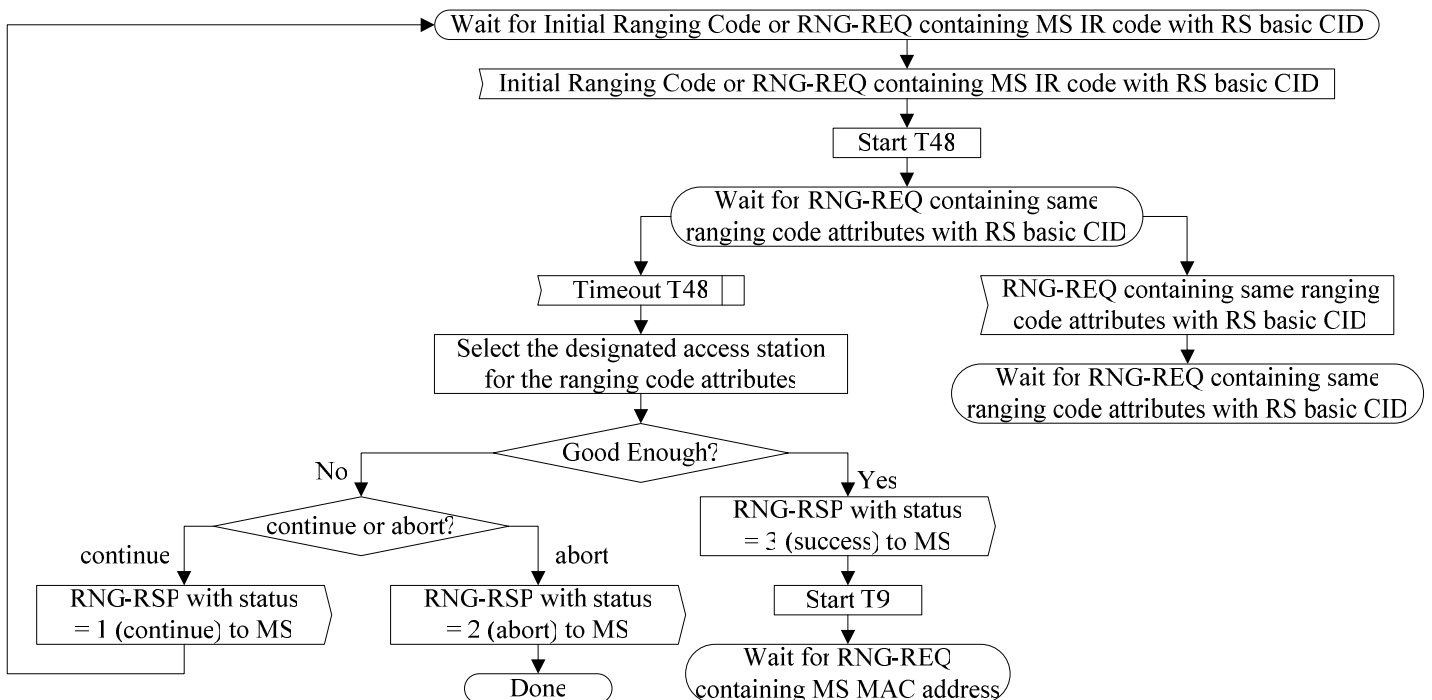 Wait for Initial Ranging Code or RNG-REQ containing MS IR code with RS basic CID
Initial Ranging Code or RNG-REQ containing MS IR code with RS basic CID
Start T48
Wait for RNG-REQ containing same
ranging code attributes with RS basic CID
Timeout T48
RNG-REQ containing same ranging
code attributes with RS basic CID
Select the designated access station
for the ranging code attributes
Wait for RNG-REQ containing same
ranging code attributes with RS basic CID
Good Enough?
No
Yes
continue or abort?
RNG-RSP with status
= 3 (success) to MS
continue
abort
RNG-RSP with status
= 1 (continue) to MS
RNG-RSP with status
= 2 (abort) to MS
Start T9
Done
Wait for RNG-REQ
containing MS MAC address